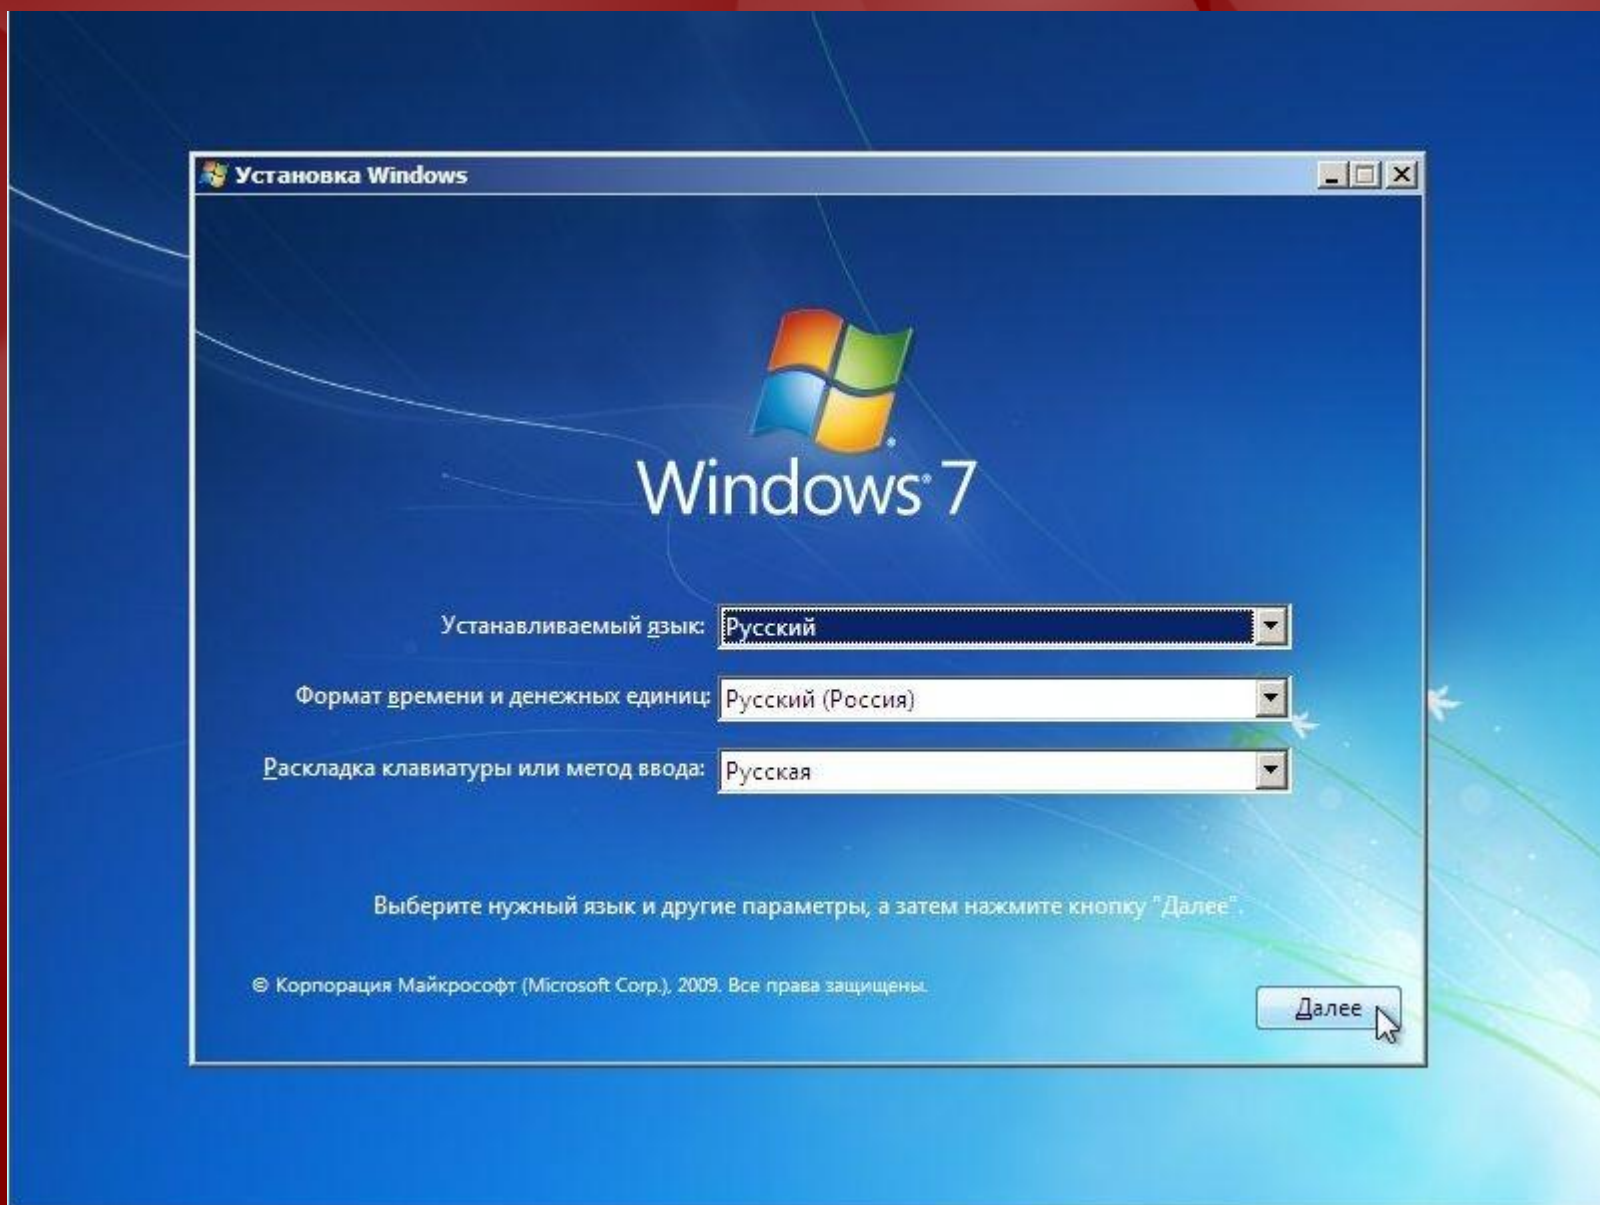 Установка Windows
Windows® 7
Устанавливаемый язык: Русский
Формат времени и денежных единиц: Русский (Россия)
Раскладка клавиатуры или метод ввода: Русская
Выберите нужный язык и другие параметры, а затем нажмите кнопку "Далее".
© Корпорация Майкрософт (Microsoft Corp.), 2009. Все права защищены.
Далее